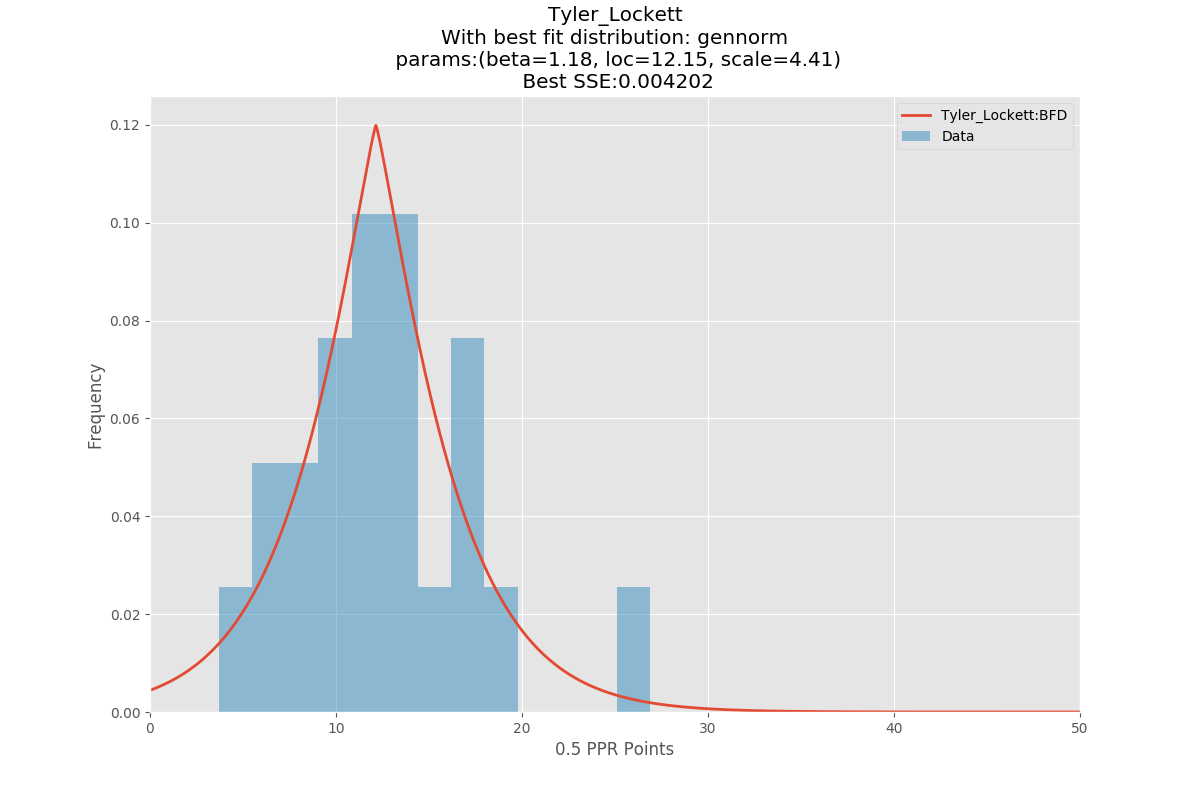 Tyler_Lockett
With best fit distribution: gennorm
params:(beta=1.18, loc=12.15, scale=4.41)
Best SSE:0.004202
Tyler_Lockett:BFD
Data
0.12
0.10
0.08
0.06
0.04
0.02
0.00
Frequency
0 10 20 30 40 50
0.5 PPR Points